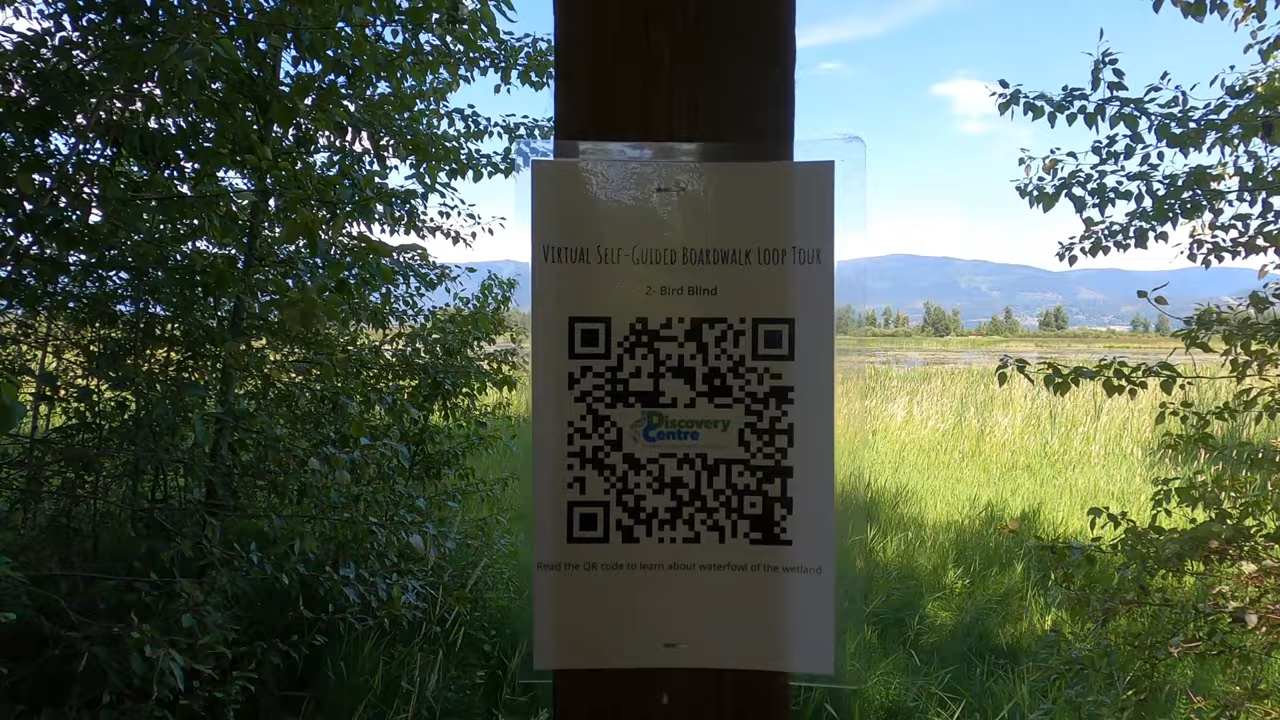 Virtual Self-Guided Boardwalk Loop Tour
2- Bird Blind
Discovery
Centre
Read the QR code to learn about waterfowl of the wetland.